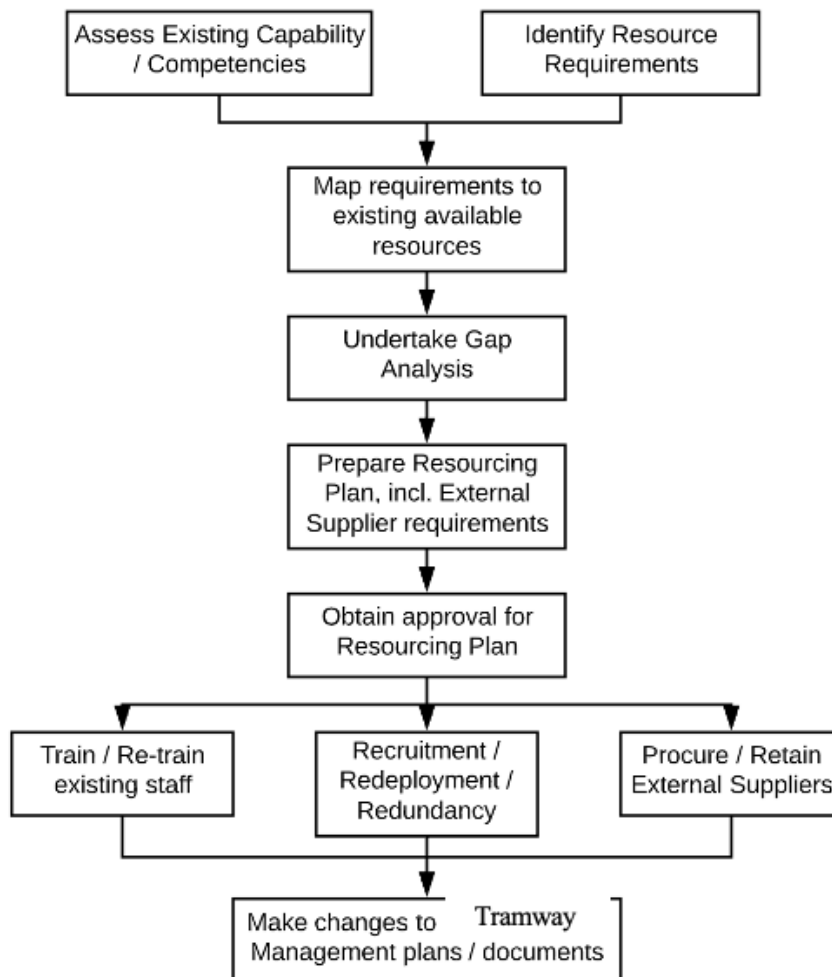 Assess Existing Capability
/ Competencies
Identify Resource
Requirements
Map requirements to
existing available
resources
Undertake Gap
Analysis
Prepare Resourcing
Plan, incl. External
Supplier requirements
Obtain approval for
Resourcing Plan
Train / Re-train
existing staff
Recruitment /
Redeployment /
Redundancy
Procure / Retain
External Suppliers
Make changes to Tramway
Management plans / documents